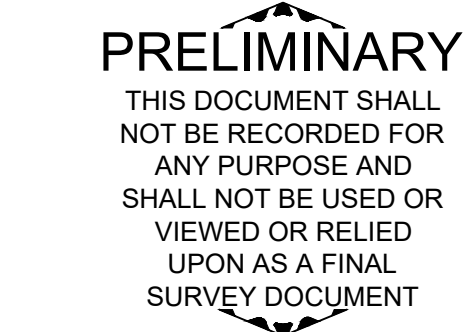 PRELIMINARY
THIS DOCUMENT SHALL
NOT BE RECORDED FOR
ANY PURPOSE AND
SHALL NOT BE USED OR
VIEWED OR RELIED
UPON AS A FINAL
SURVEY DOCUMENT